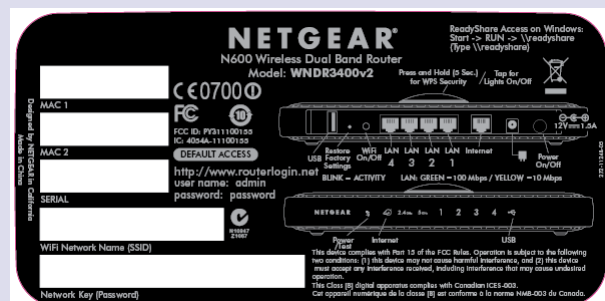 NETGEAR®
N600 Wireless Dual Band Router
Model: WNDR3400v2
ReadyShare Access on Windows:
Start -> RUN -> \\readyshare
(Type \\readyshare)
Press and Hold (5 Sec.)
for WPS Security
/ Tap for
Lights On/Off
CE0700
FC
10
FCC ID: PY311100155
IC: 4054A-11100155
DEFAULT ACCESS
http://www.routerlogin.net
user name: admin
password: password
N10947
MAC 1
MAC 2
SERIAL
WiFi Network Name (SSID)
Network Key (Password)
Designed by NETGEAR in California
Made in China
USB
Restore
Factory
Settings
WiFi
On/Off
LAN LAN LAN LAN
4 3 2 1
Internet
12V 1.5A
Power
On/Off
BLINK = ACTIVITY LAN: GREEN =100 Mbps / YELLOW =10 Mbps
NETGEAR 1 2 3 4
Power
/Test
Internet
USB
This device complies with Part 15 of the FCC Rules. Operation is subject to the following
two conditions: (1) this device may not cause harmful interference, and (2) this device
must accept any interference received, including interference that may cause undesired
operation.
This Class [B] digital apparatus complies with Canadian ICES-003.
Cet appareil numérique de la classe [B] est conforme à la norme NMB-003 du Canada.